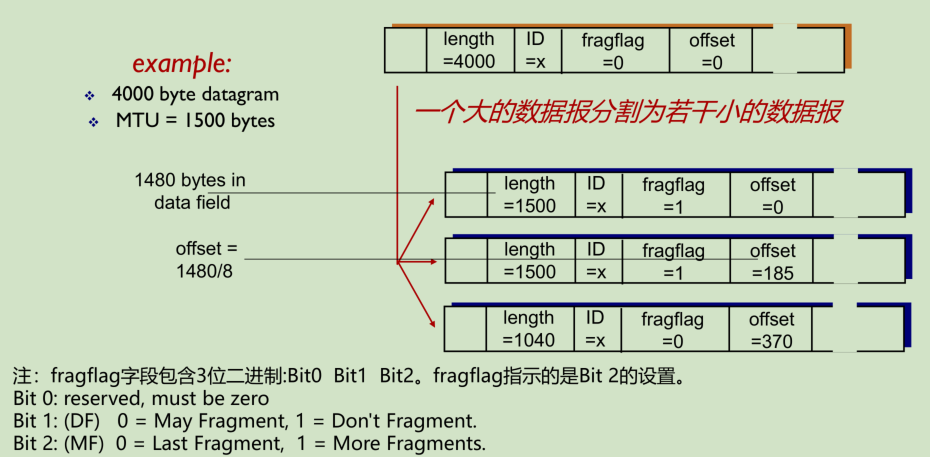 length ID fragflag offset
=4000 =x =0 =0
example:
❖ 4000 byte datagram
❖ MTU = 1500 bytes
一个大的数据报分割为若干小的数据报
1480 bytes in
data field
length ID fragflag offset
=1500 =x =1 =0
offset =
1480/8
length ID fragflag offset
=1500 =x =1 =185
length ID fragflag offset
=1040 =x =0 =370
注：fragflag字段包含3位二进制:Bit0 Bit1 Bit2。fragflag指示的是Bit 2的设置。
Bit 0: reserved, must be zero
Bit 1: (DF) 0 = May Fragment, 1 = Don't Fragment.
Bit 2: (MF) 0 = Last Fragment, 1 = More Fragments.